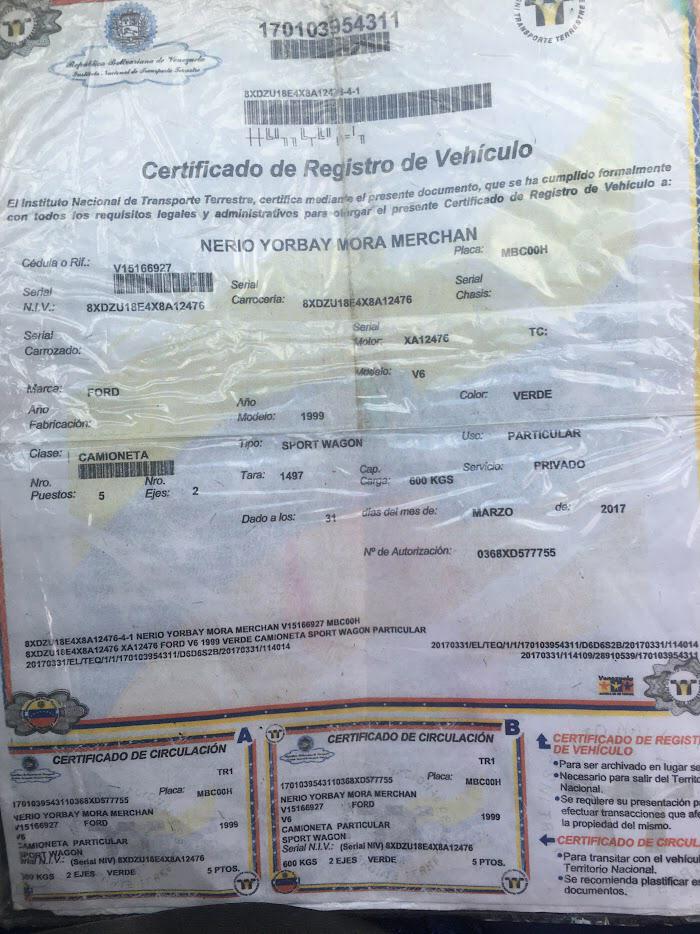 170103954311
República Bolivariana de Venezuela
Instituto Nacional de Transporte Terrestre
TRANSPORTE TERRESTRE
8XDZU18E4X8A12476-4-1
Certificado de Registro de Vehículo
El Instituto Nacional de Transporte Terrestre, certifica mediante el presente documento, que se ha cumplido formalmente
con todos los requisitos legales y administrativos para otorgar el presente Certificado de Registro de Vehículo a:
NERIO YORBAY MORA MERCHAN
Cédula o Rif.: V15166927 Placa: MBC00H
Serial N.I.V.: 8XDZU18E4X8A12476 Serial Carrocería: 8XDZU18E4X8A12476 Serial Chasis:
Serial Carrozado: Serial Motor: XA12476 TC:
Marca: FORD Modelo: V6
Año Fabricación: Año Modelo: 1999 Color: VERDE
Clase: CAMIONETA Tipo: SPORT WAGON Uso: PARTICULAR
Nro. Puestos: 5 Nro. Ejes: 2 Tara: 1497 Cap. Carga: 600 KGS Servicio: PRIVADO
Dado a los: 31 días del mes de: MARZO de: 2017
Nº de Autorización: 0368XD577755
8XDZU18E4X8A12476-4-1 NERIO YORBAY MORA MERCHAN V15166927 MBC00H
8XDZU18E4X8A12476 XA12476 FORD V6 1999 VERDE CAMIONETA SPORT WAGON PARTICULAR
20170331/EL/TEQ/1/1/170103954311/D6D6S2B/20170331/114014
20170331/EL/TEQ/1/1/170103954311/D6D6S2B/20170331/114014
20170331/114109/28910539/170103954311
Venezuela
A
CERTIFICADO DE CIRCULACIÓN
TR1
Placa: MBC00H
1701039543110368XD577755
NERIO YORBAY MORA MERCHAN
V15166927 FORD
V6 1999
CAMIONETA PARTICULAR
SPORT WAGON
Serial N.I.V.: (Serial NIV) 8XDZU18E4X8A12476
600 KGS 2 EJES VERDE 5 PTOS.
B
CERTIFICADO DE CIRCULACIÓN
TR1
Placa: MBC00H
1701039543110368XD577755
NERIO YORBAY MORA MERCHAN
V15166927 FORD
V6 1999
CAMIONETA PARTICULAR
SPORT WAGON
Serial N.I.V.: (Serial NIV) 8XDZU18E4X8A12476
600 KGS 2 EJES VERDE 5 PTOS.
CERTIFICADO DE REGIST
DE VEHÍCULO
•Para ser archivado en lugar se
•Necesario para salir del Territo
Nacional.
•Se requiere su presentación p
efectuar transacciones que afe
la propiedad del mismo.
CERTIFICADO DE CIRCUL
•Para transitar con el vehícul
Territorio Nacional.
•Se recomienda plastificar e
documentos.